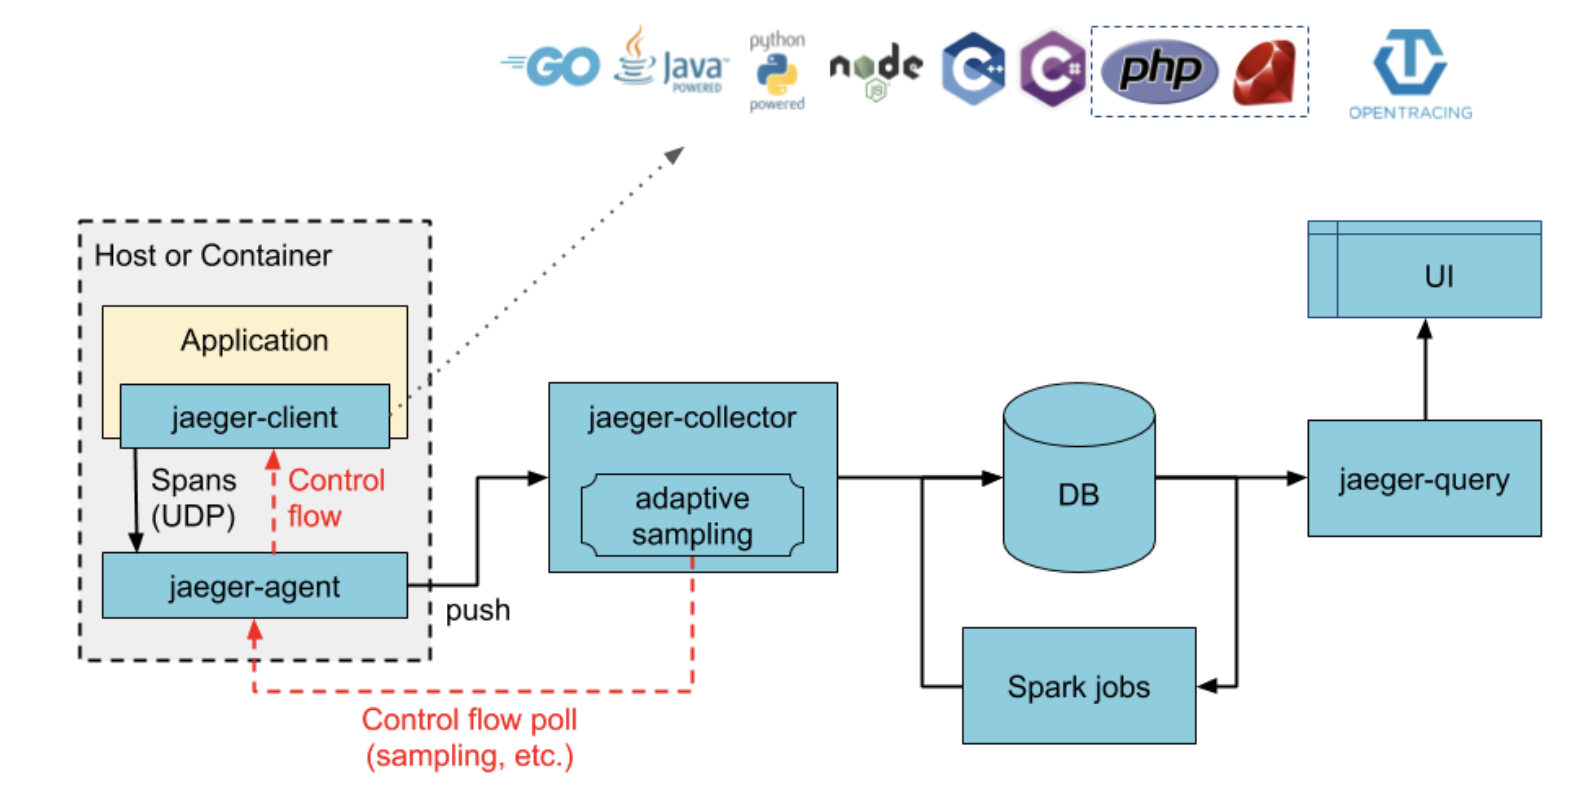 GO
Java
POWERED
python
powered
node
JS
C++
C#
php
OPENTRACING
Host or Container
Application
jaeger-client
Spans
(UDP)
Control
flow
jaeger-agent
push
jaeger-collector
adaptive
sampling
Control flow poll
(sampling, etc.)
DB
Spark jobs
jaeger-query
UI